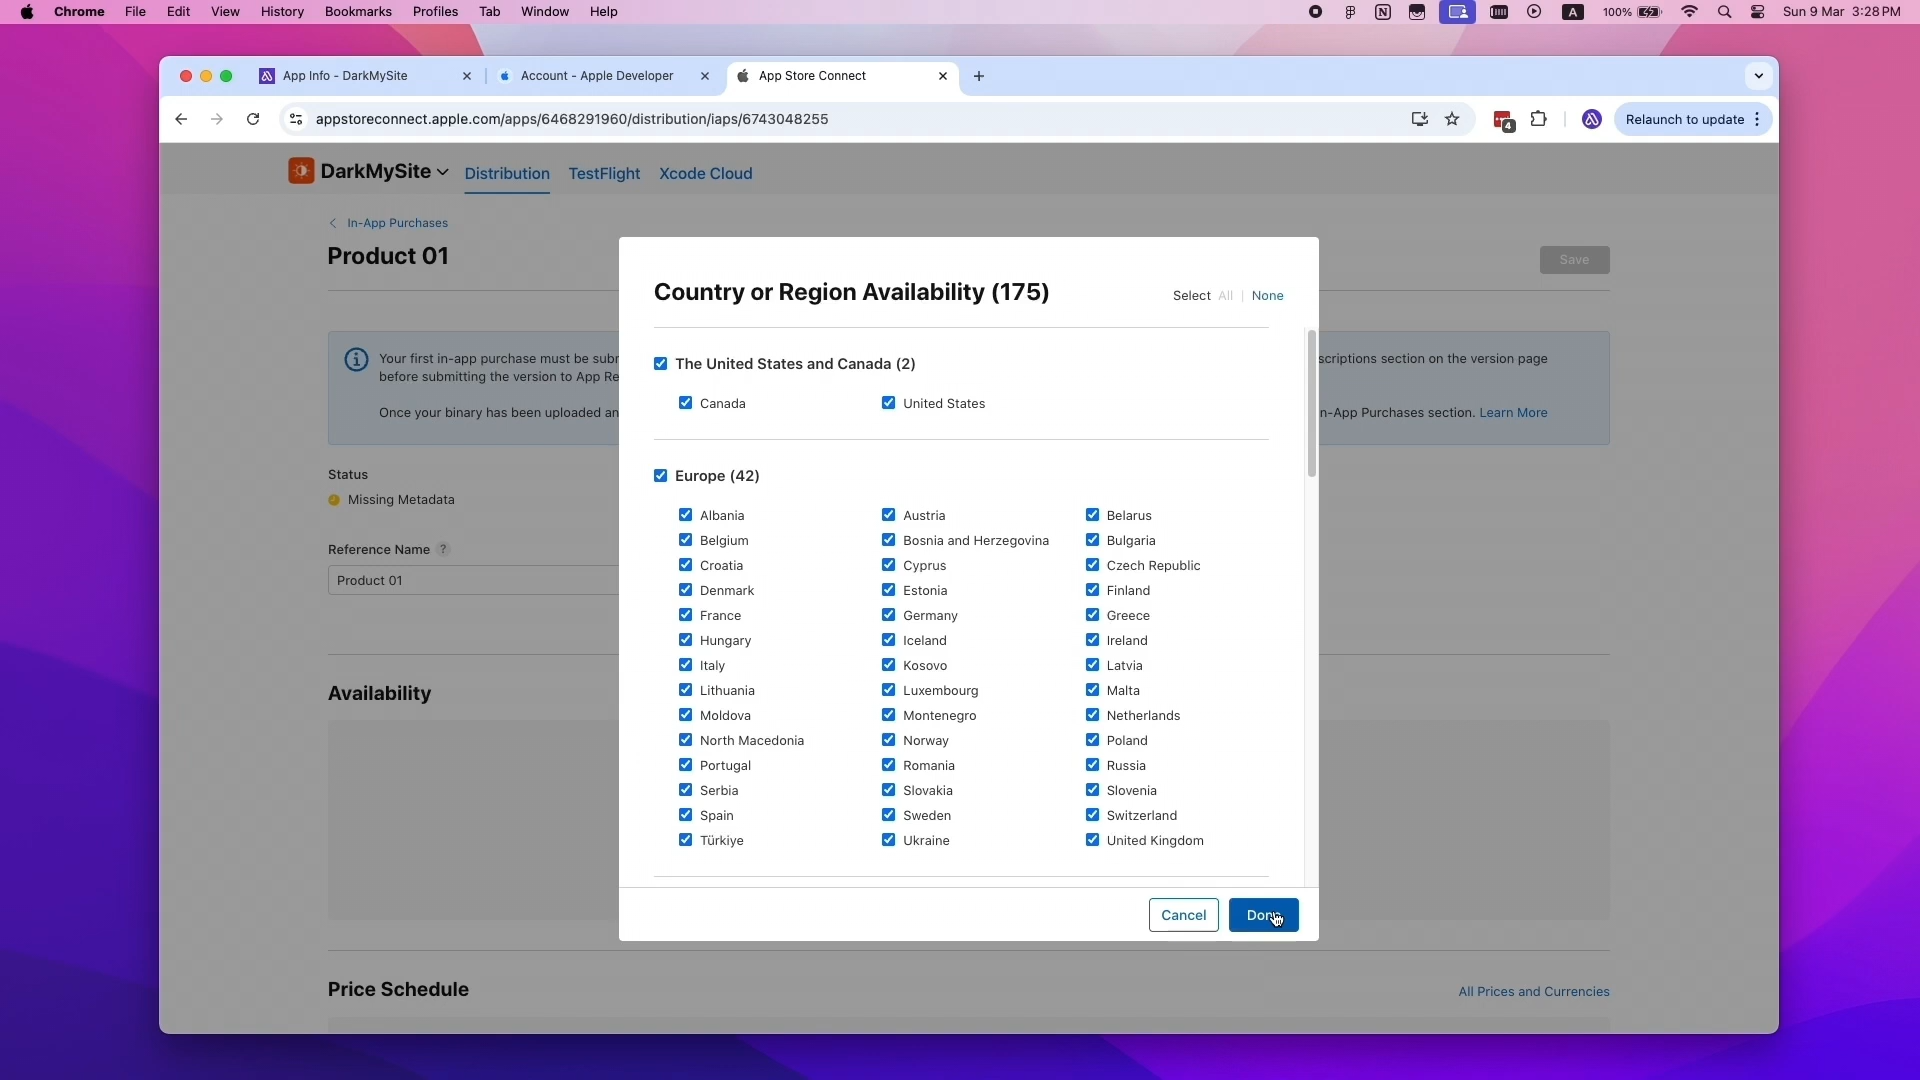 Chrome File Edit View History Bookmarks Profiles Tab Window Help
A 100% Sun 9 Mar 3:28 PM
App Info - DarkMySite Account - Apple Developer App Store Connect
appstoreconnect.apple.com/apps/6468291960/distribution/iaps/6743048255 4 Relaunch to update
DarkMySite Distribution TestFlight Xcode Cloud
In-App Purchases
Product 01
Save
Your first in-app purchase must be subr scriptions section on the version page
before submitting the version to App Re
Once your binary has been uploaded an n-App Purchases section. Learn More
Status
Missing Metadata
Reference Name ?
Product 01
Availability
Price Schedule
All Prices and Currencies
Country or Region Availability (175)
Select All | None
The United States and Canada (2)
Canada United States
Europe (42)
Albania Austria Belarus
Belgium Bosnia and Herzegovina Bulgaria
Croatia Cyprus Czech Republic
Denmark Estonia Finland
France Germany Greece
Hungary Iceland Ireland
Italy Kosovo Latvia
Lithuania Luxembourg Malta
Moldova Montenegro Netherlands
North Macedonia Norway Poland
Portugal Romania Russia
Serbia Slovakia Slovenia
Spain Sweden Switzerland
Türkiye Ukraine United Kingdom
Cancel Done